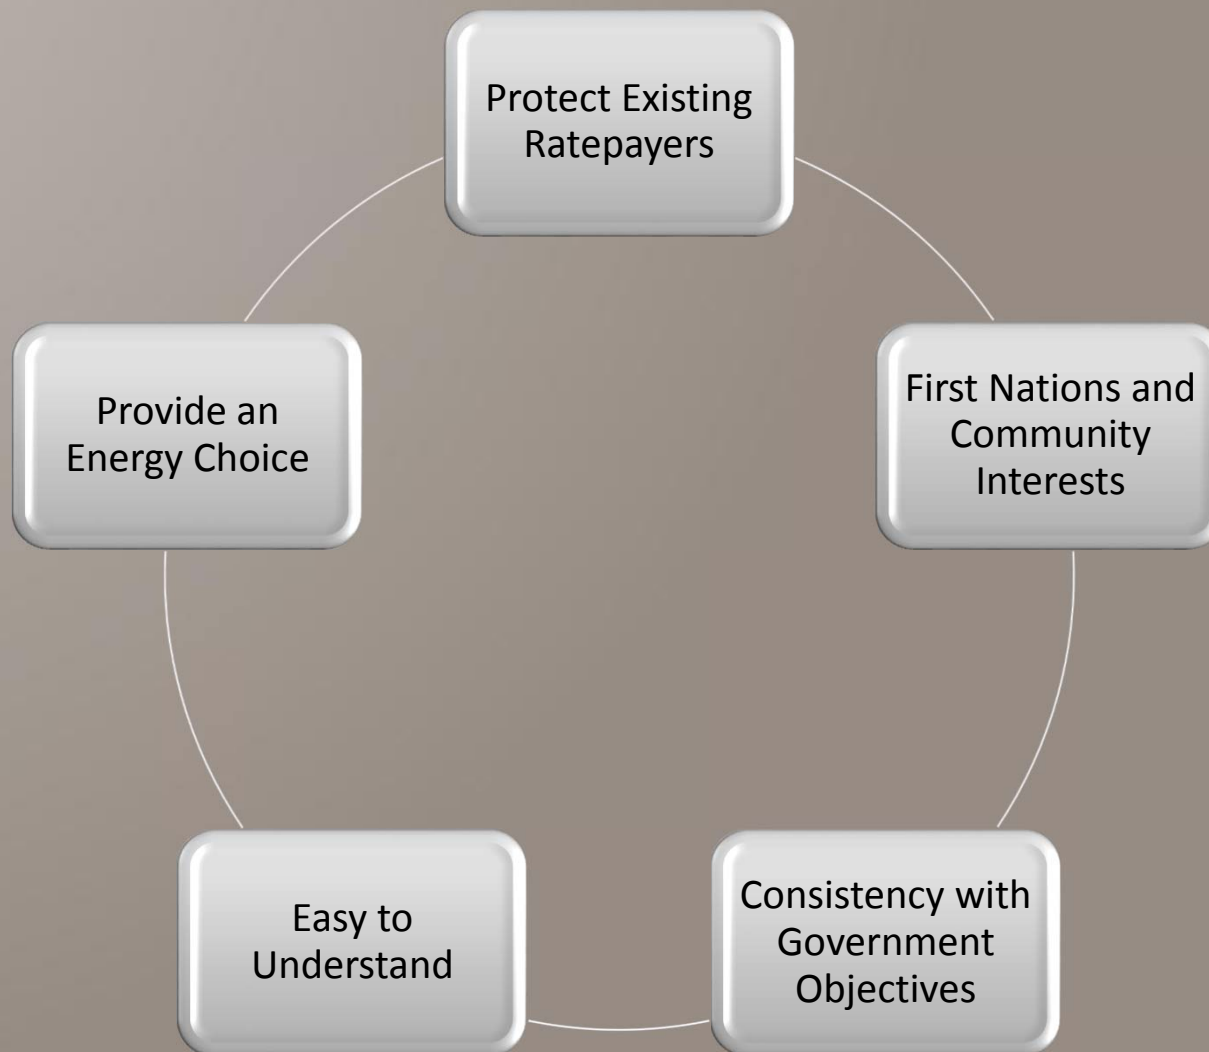 Protect Existing
Ratepayers
First Nations and
Community
Interests
Consistency with
Government
Objectives
Easy to
Understand
Provide an
Energy Choice